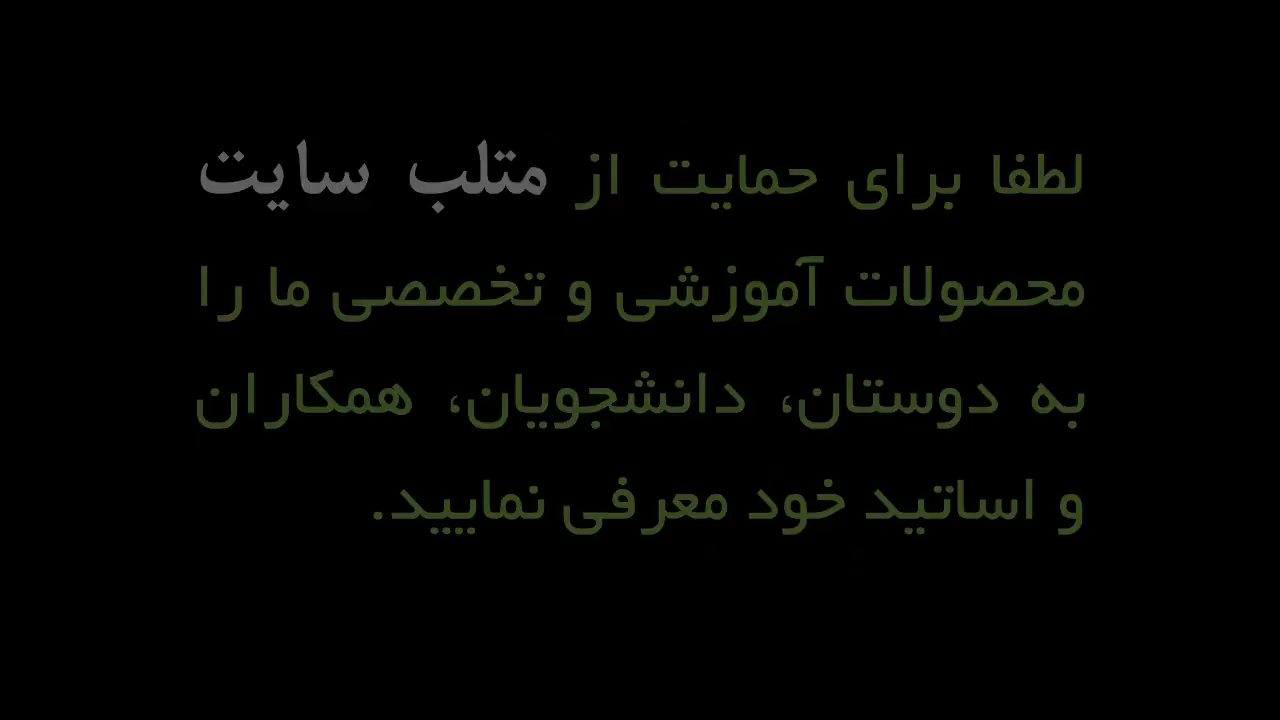 لطفا برای حمایت از متلب سایت
محصولات آموزشی و تخصصی ما را
به دوستان، دانشجویان، همکاران
و اساتید خود معرفی نمایید.